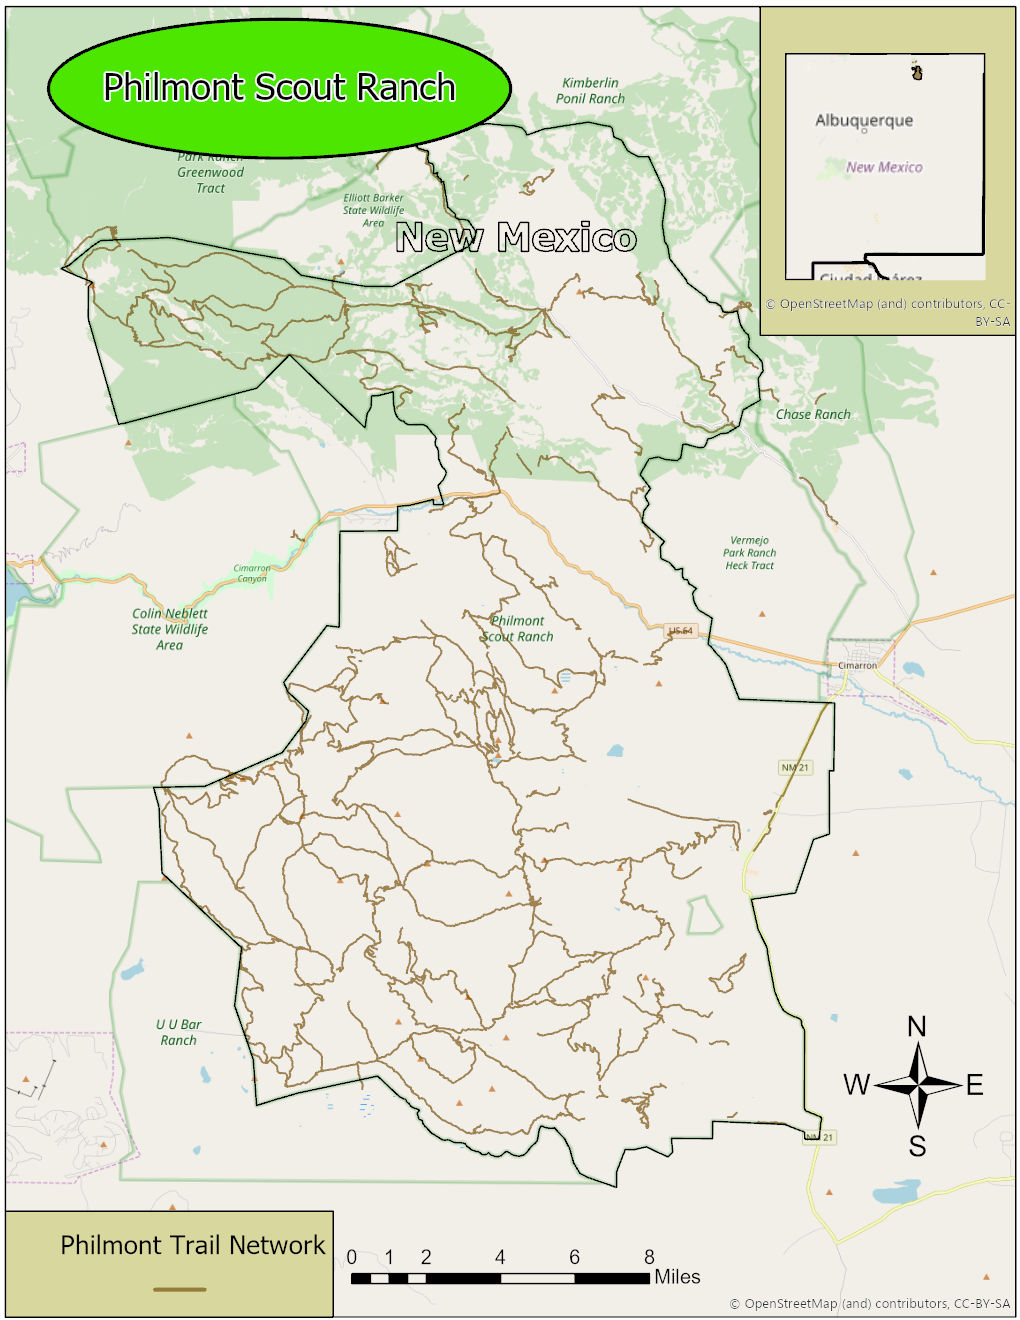 Philmont Scout Ranch
Kimberlin
Ponil Ranch
Park Ranch
Greenwood
Tract
Elliott Barker
State Wildlife
Area
New Mexico
Albuquerque
New Mexico
Ciudad Juárez
© OpenStreetMap (and) contributors, CC-
BY-SA
Chase Ranch
Vermejo
Park Ranch
Heck Tract
Cimarron
Canyon
Colin Neblett
State Wildlife
Area
Philmont
Scout Ranch
US 64
Cimarron
NM 21
U U Bar
Ranch
N
W
E
S
NM 21
Philmont Trail Network
0 1 2 4 6 8
Miles
© OpenStreetMap (and) contributors, CC-BY-SA